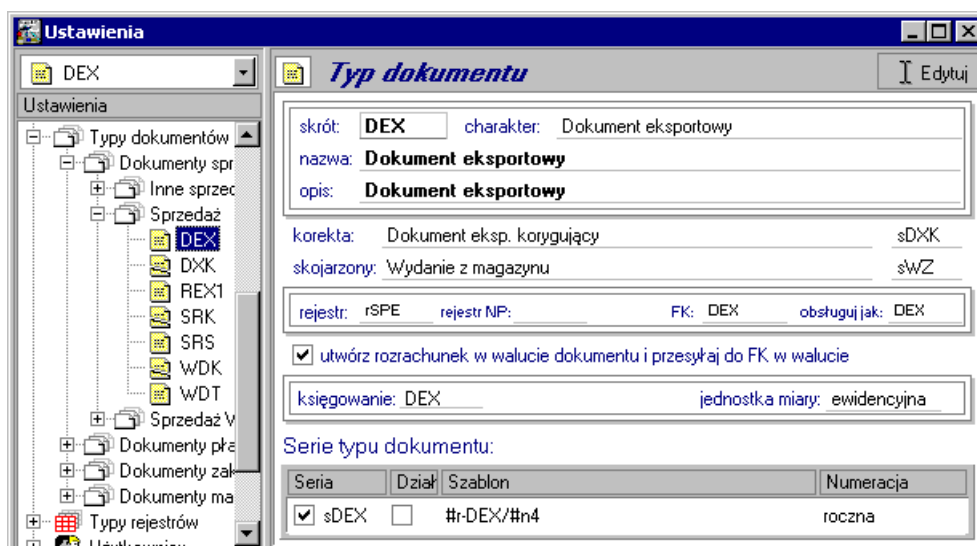 Ustawienia
DEX
Ustawienia
Typy dokumentów
Dokumenty spr
Inne sprzed
Sprzedaż
DEX
DXK
REX1
SRK
SRS
WDK
WDT
Sprzedaż V
Dokumenty pła
Dokumenty zak
Dokumenty ma
Typy rejestrów
Typ dokumentu
Edytuj
skrót: DEX charakter: Dokument eksportowy
nazwa: Dokument eksportowy
opis: Dokument eksportowy
korekta: Dokument eksp. korygujący sDXK
skojarzony: Wydanie z magazynu sWZ
rejestr: rSPE rejestr NP: FK: DEX obsługuj jak: DEX
utwórz rozrachunek w walucie dokumentu i przesyłaj do FK w walucie
księgowanie: DEX jednostka miary: ewidencyjna
Serie typu dokumentu:
Seria Dział Szablon Numeracja
sDEX #r-DEX/#n4 roczna